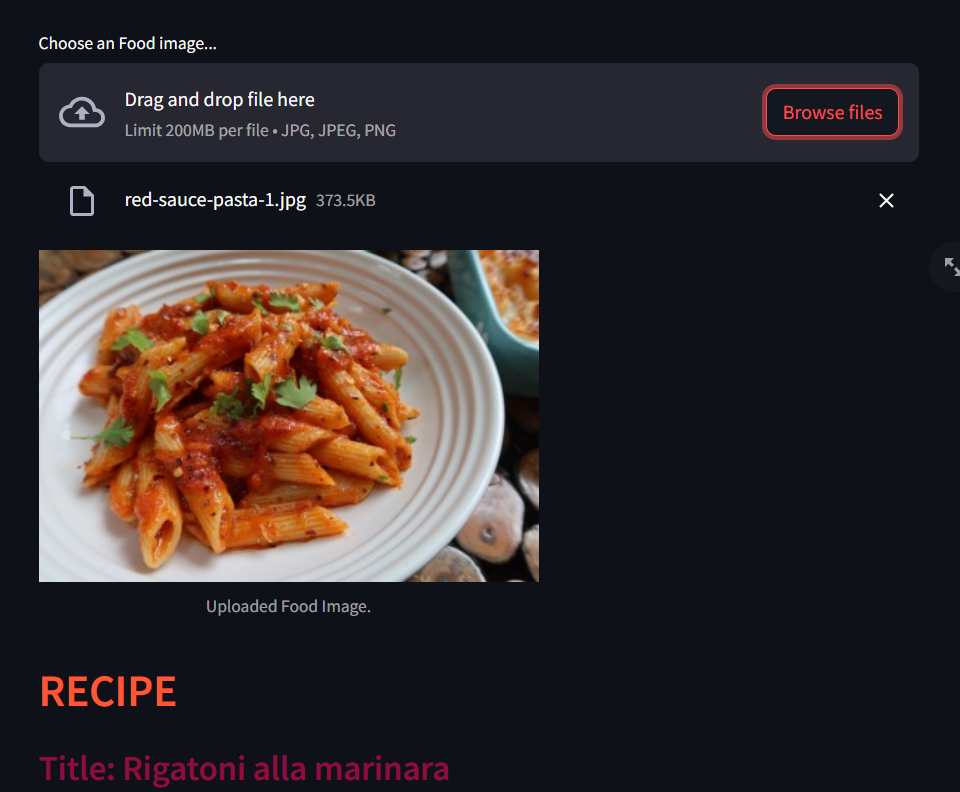 Choose an Food image...
Drag and drop file here
Limit 200MB per file • JPG, JPEG, PNG
Browse files
red-sauce-pasta-1.jpg 373.5KB
Uploaded Food Image.
RECIPE
Title: Rigatoni alla marinara